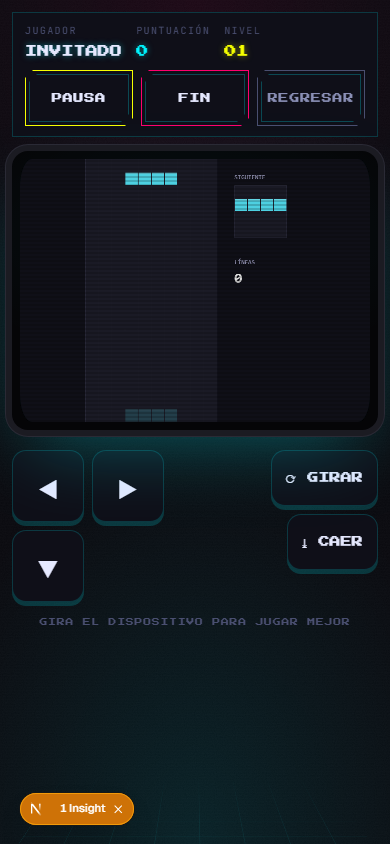 JUGADOR PUNTUACIÓN NIVEL
INVITADO 0 01
PAUSA FIN REGRESAR
SIGUIENTE
LÍNEAS
0
⟳ GIRAR
⤓ CAER
GIRA EL DISPOSITIVO PARA JUGAR MEJOR
N 1 Insight ×